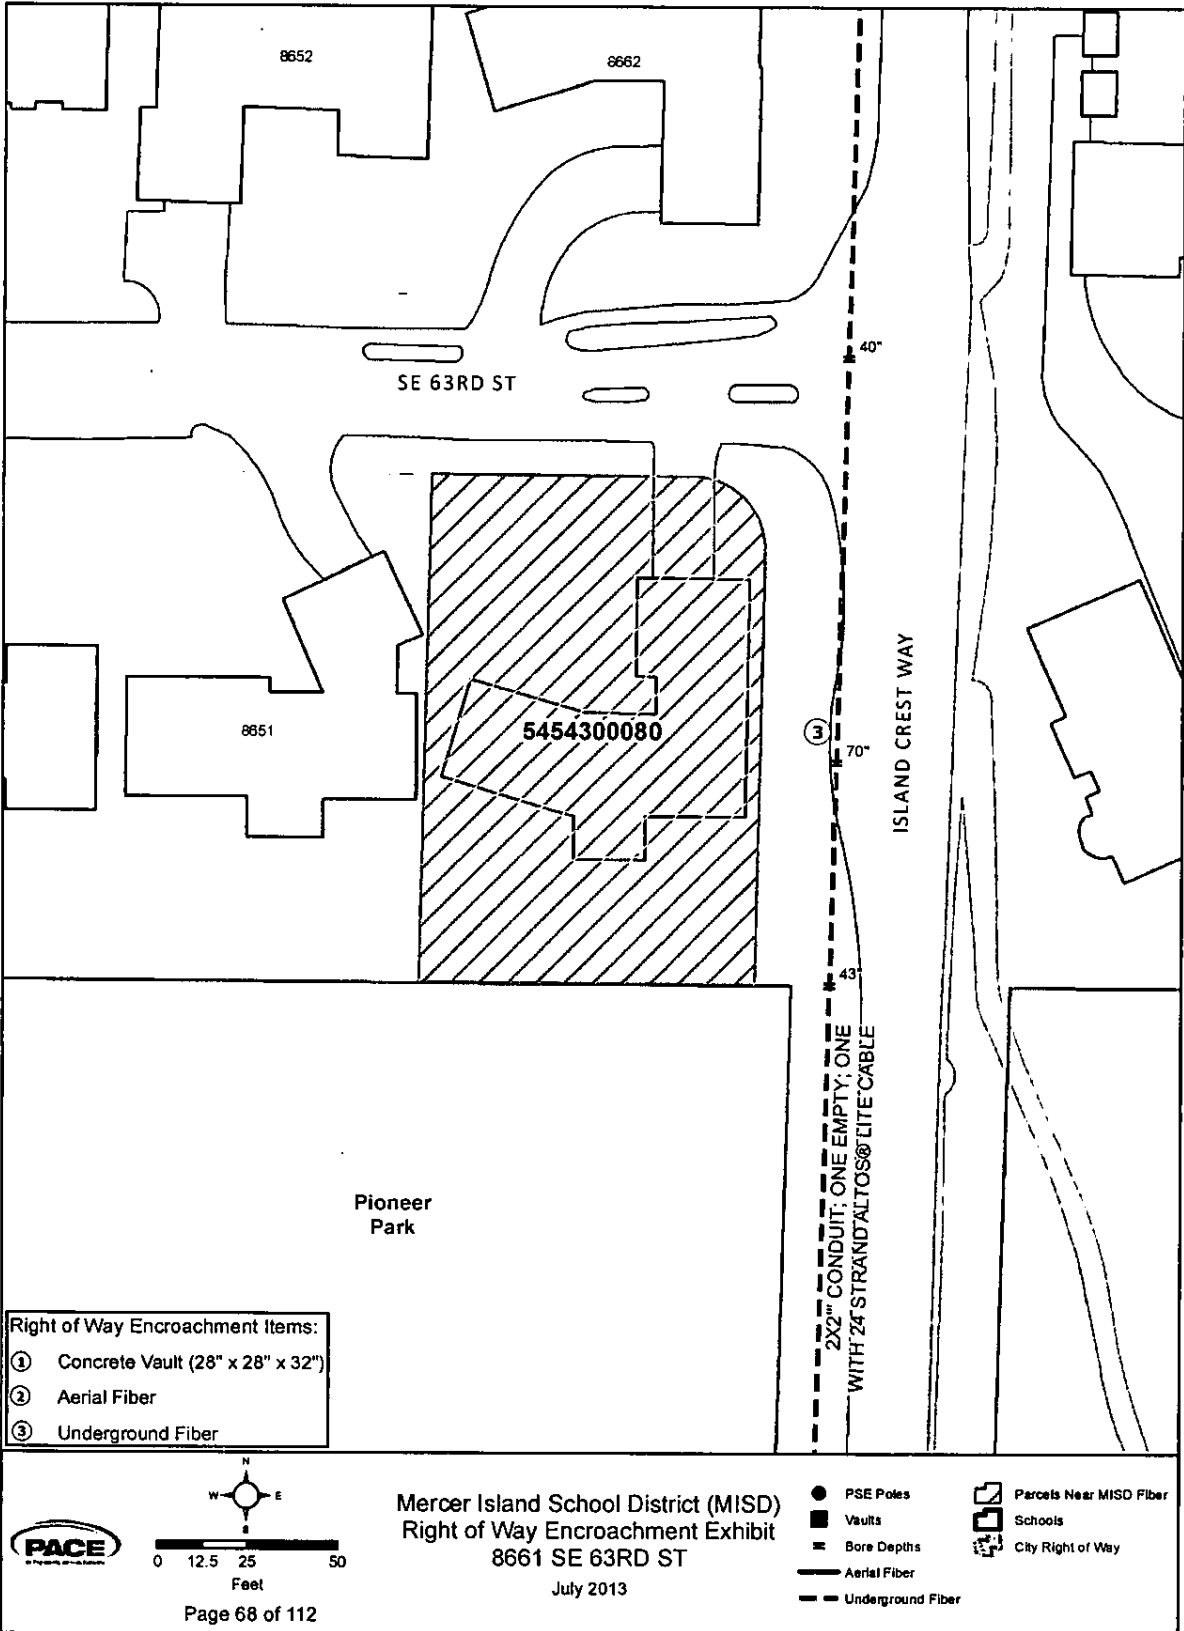 8652
8662
40"
SE 63RD ST
5454300080
8651
3
70"
ISLAND CREST WAY
43"
2X2" CONDUIT; ONE EMPTY; ONE
WITH 24 STRAND ALTOS® LITE CABLE
Pioneer
Park
Right of Way Encroachment Items:
1 Concrete Vault (28" x 28" x 32")
2 Aerial Fiber
3 Underground Fiber
N
W E
S
PACE
0 12.5 25 50
Feet
Page 68 of 112
Mercer Island School District (MISD)
Right of Way Encroachment Exhibit
8661 SE 63RD ST
July 2013
PSE Poles
Vaults
Bore Depths
Aerial Fiber
Underground Fiber
Parcels Near MISD Fiber
Schools
City Right of Way